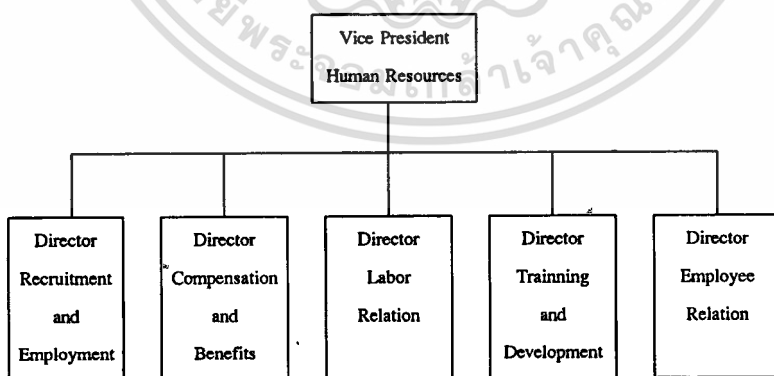 Vice President
Human Resources
Director
Recruitment
and
Employment
Director
Compensation
and
Benefits
Director
Labor
Relation
Director
Trainning
and
Development
Director
Employee
Relation